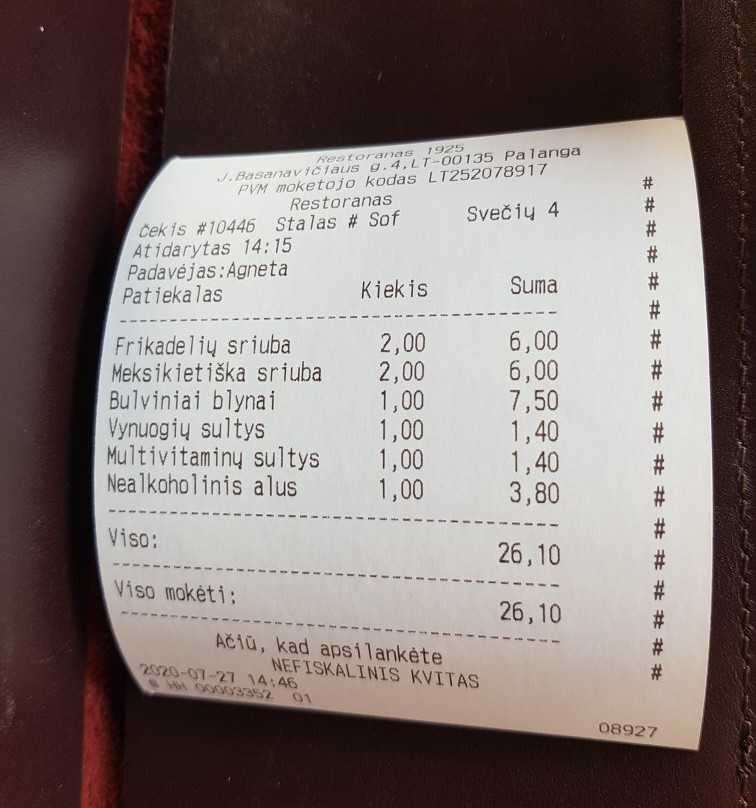 Restoranas 1925
J.Basanavičiaus g.4,LT-00135 Palanga
PVM moketojo kodas LT252078917
Restoranas
Čekis #10446 Stalas # Sof Svečių 4
Atidarytas 14:15
Padavėjas:Agneta
Patiekalas Kiekis Suma
Frikadelių sriuba 2,00 6,00
Meksikietiška sriuba 2,00 6,00
Bulviniai blynai 1,00 7,50
Vynuogių sultys 1,00 1,40
Multivitaminų sultys 1,00 1,40
Nealkoholinis alus 1,00 3,80
Viso: 26,10
Viso mokėti: 26,10
Ačiū, kad apsilankėte
NEFISKALINIS KVITAS
2020-07-27 14:46
# HH 00003352 01
08927